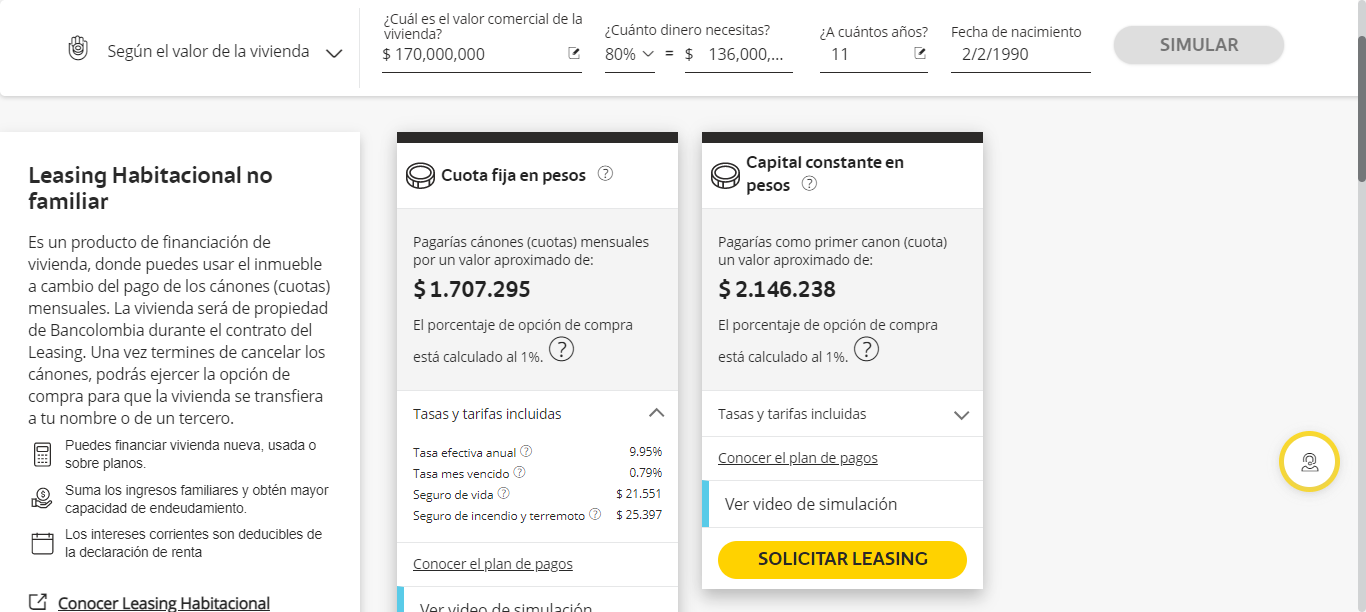 Según el valor de la vivienda
¿Cuál es el valor comercial de la
vivienda?
$ 170,000,000
¿Cuánto dinero necesitas?
80% = $ 136,000,...
¿A cuántos años?
11
Fecha de nacimiento
2/2/1990
SIMULAR
Leasing Habitacional no
familiar
Es un producto de financiación de
vivienda, donde puedes usar el inmueble
a cambio del pago de los cánones (cuotas)
mensuales. La vivienda será de propiedad
de Bancolombia durante el contrato del
Leasing. Una vez termines de cancelar los
cánones, podrás ejercer la opción de
compra para que la vivienda se transfiera
a tu nombre o de un tercero.
Puedes financiar vivienda nueva, usada o
sobre planos.
Suma los ingresos familiares y obtén mayor
capacidad de endeudamiento.
Los intereses corrientes son deducibles de
la declaración de renta
Conocer Leasing Habitacional
Cuota fija en pesos ?
Pagarías cánones (cuotas) mensuales
por un valor aproximado de:
$ 1.707.295
El porcentaje de opción de compra
está calculado al 1%. ?
Tasas y tarifas incluidas
Tasa efectiva anual ? 9.95%
Tasa mes vencido ? 0.79%
Seguro de vida ? $ 21.551
Seguro de incendio y terremoto ? $ 25.397
Conocer el plan de pagos
Ver video de simulación
Capital constante en
pesos ?
Pagarías como primer canon (cuota)
un valor aproximado de:
$ 2.146.238
El porcentaje de opción de compra
está calculado al 1%. ?
Tasas y tarifas incluidas
Conocer el plan de pagos
Ver video de simulación
SOLICITAR LEASING